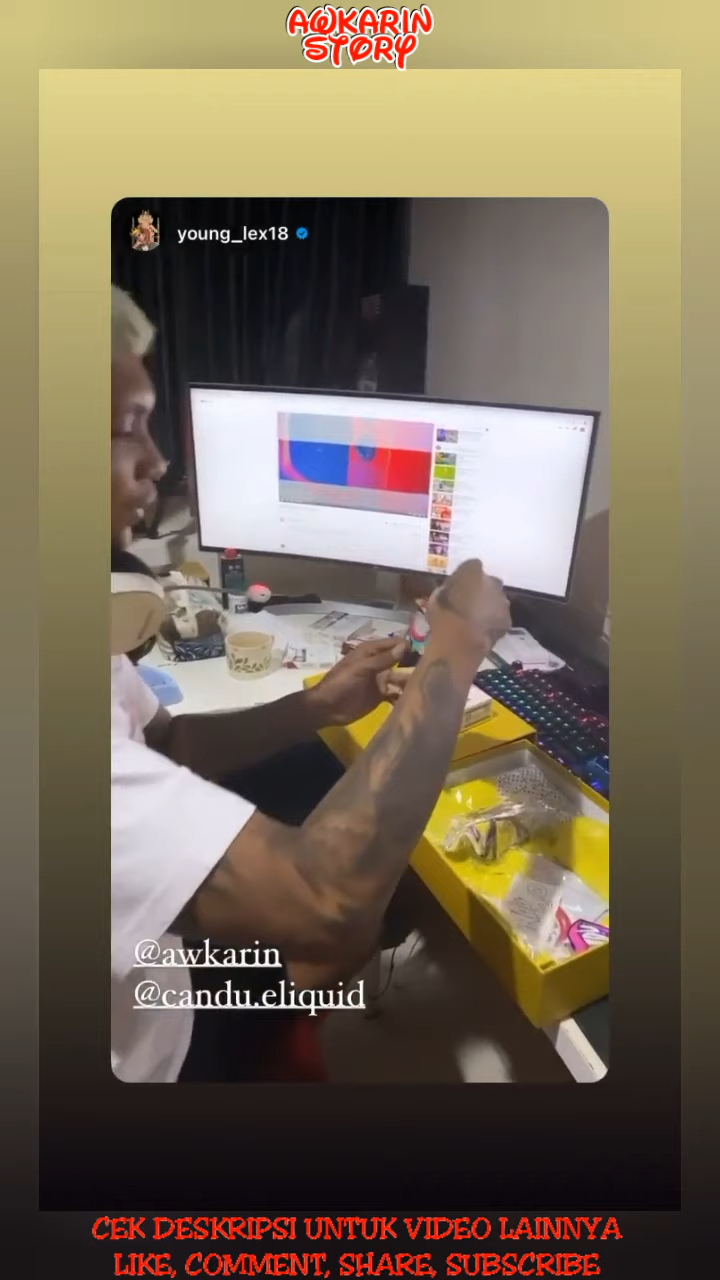 AWKARIN
STORY
young_lex18
@awkarin
@candu.eliquid
CEK DESKRIPSI UNTUK VIDEO LAINNYA
LIKE, COMMENT, SHARE, SUBSCRIBE